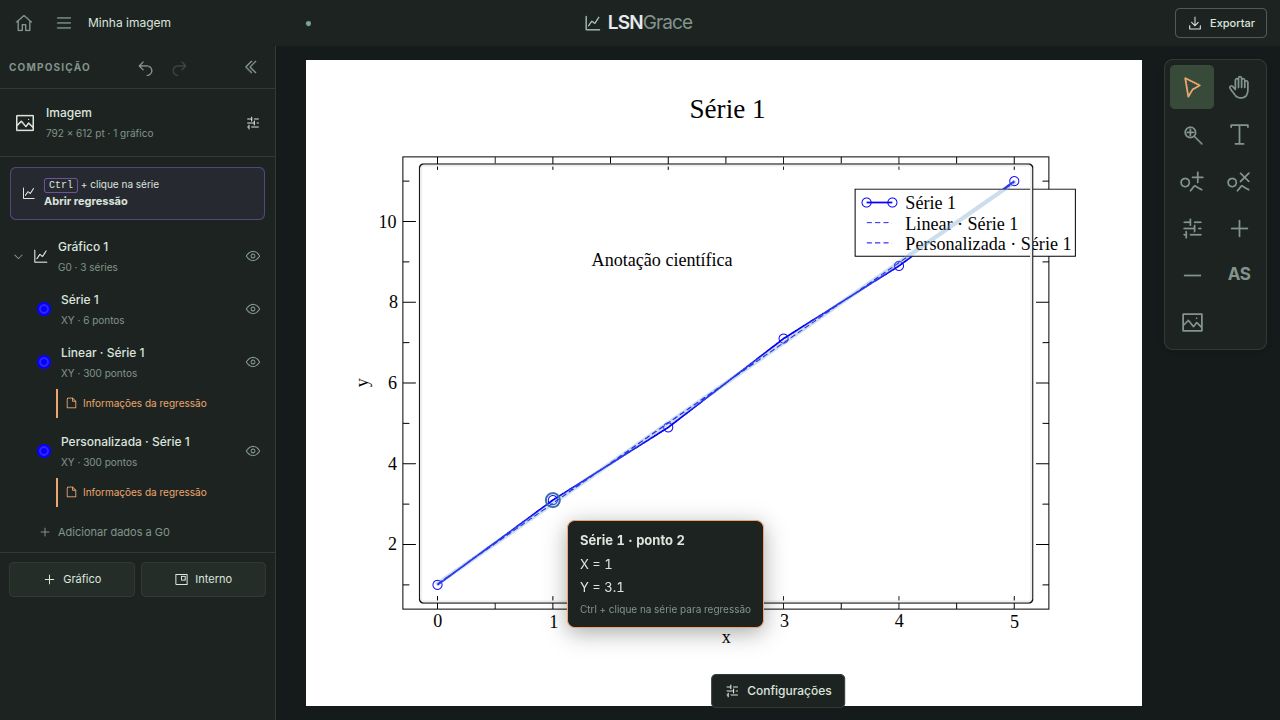 Minha imagem
LSNGrace
Exportar
COMPOSIÇÃO
Imagem
792 × 612 pt · 1 gráfico
Ctrl + clique na série
Abrir regressão
Gráfico 1
G0 · 3 séries
Série 1
XY · 6 pontos
Linear · Série 1
XY · 300 pontos
Informações da regressão
Personalizada · Série 1
XY · 300 pontos
Informações da regressão
+ Adicionar dados a G0
+ Gráfico
Interno
Série 1
Série 1
Linear · Série 1
Personalizada · Série 1
Anotação científica
10
8
6
4
2
y
Série 1 · ponto 2
X = 1
Y = 3.1
Ctrl + clique na série para regressão
0 1 3 4 5
x
Configurações
T
AS